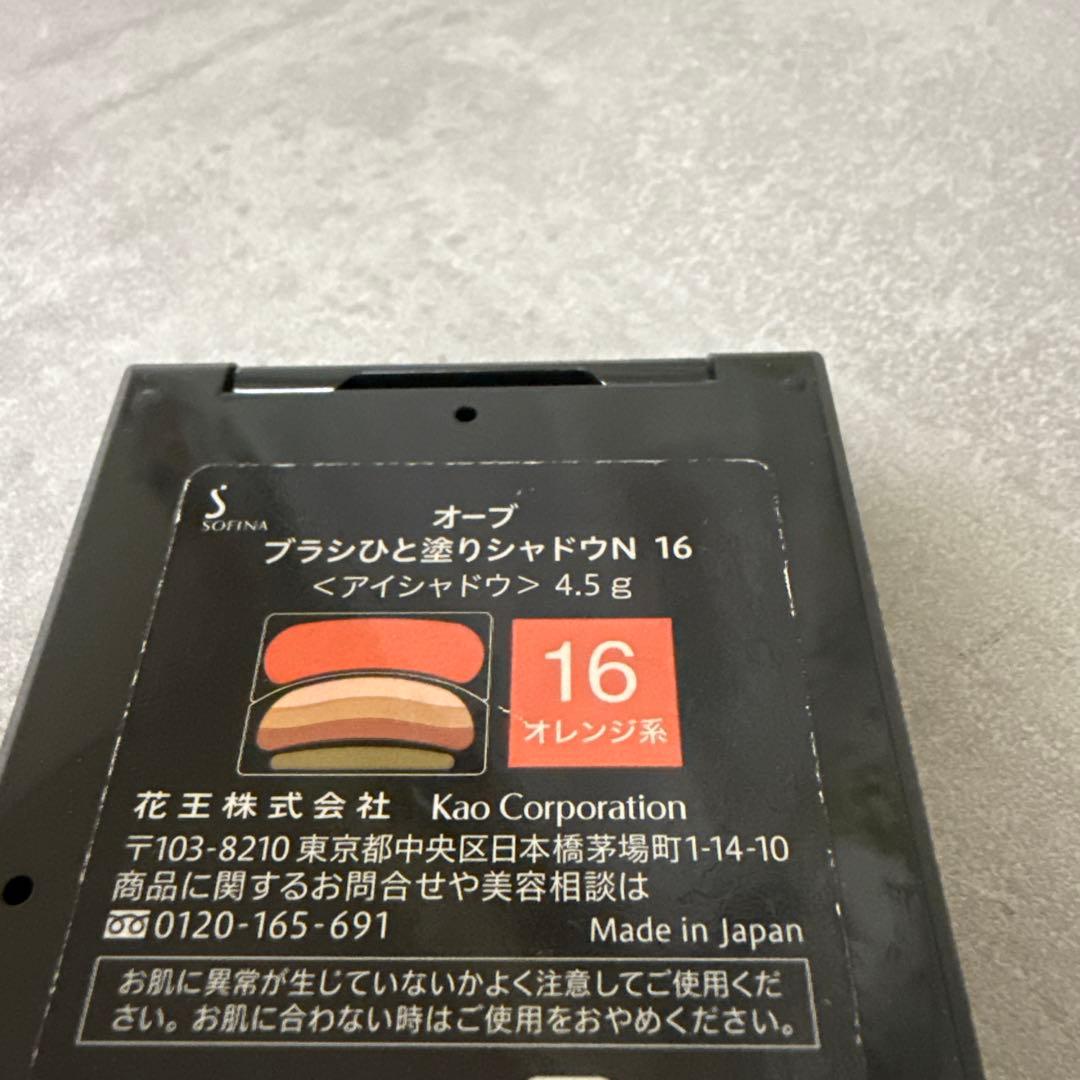 SOFINA
オーブ
ブラシひと塗りシャドウN 16
＜アイシャドウ＞ 4.5 g
16
オレンジ系
花王株式会社 Kao Corporation
〒103-8210 東京都中央区日本橋茅場町1-14-10
商品に関するお問合せや美容相談は
0120-165-691 Made in Japan
お肌に異常が生じていないかよく注意してご使用くだ
さい。お肌に合わない時はご使用をおやめください。